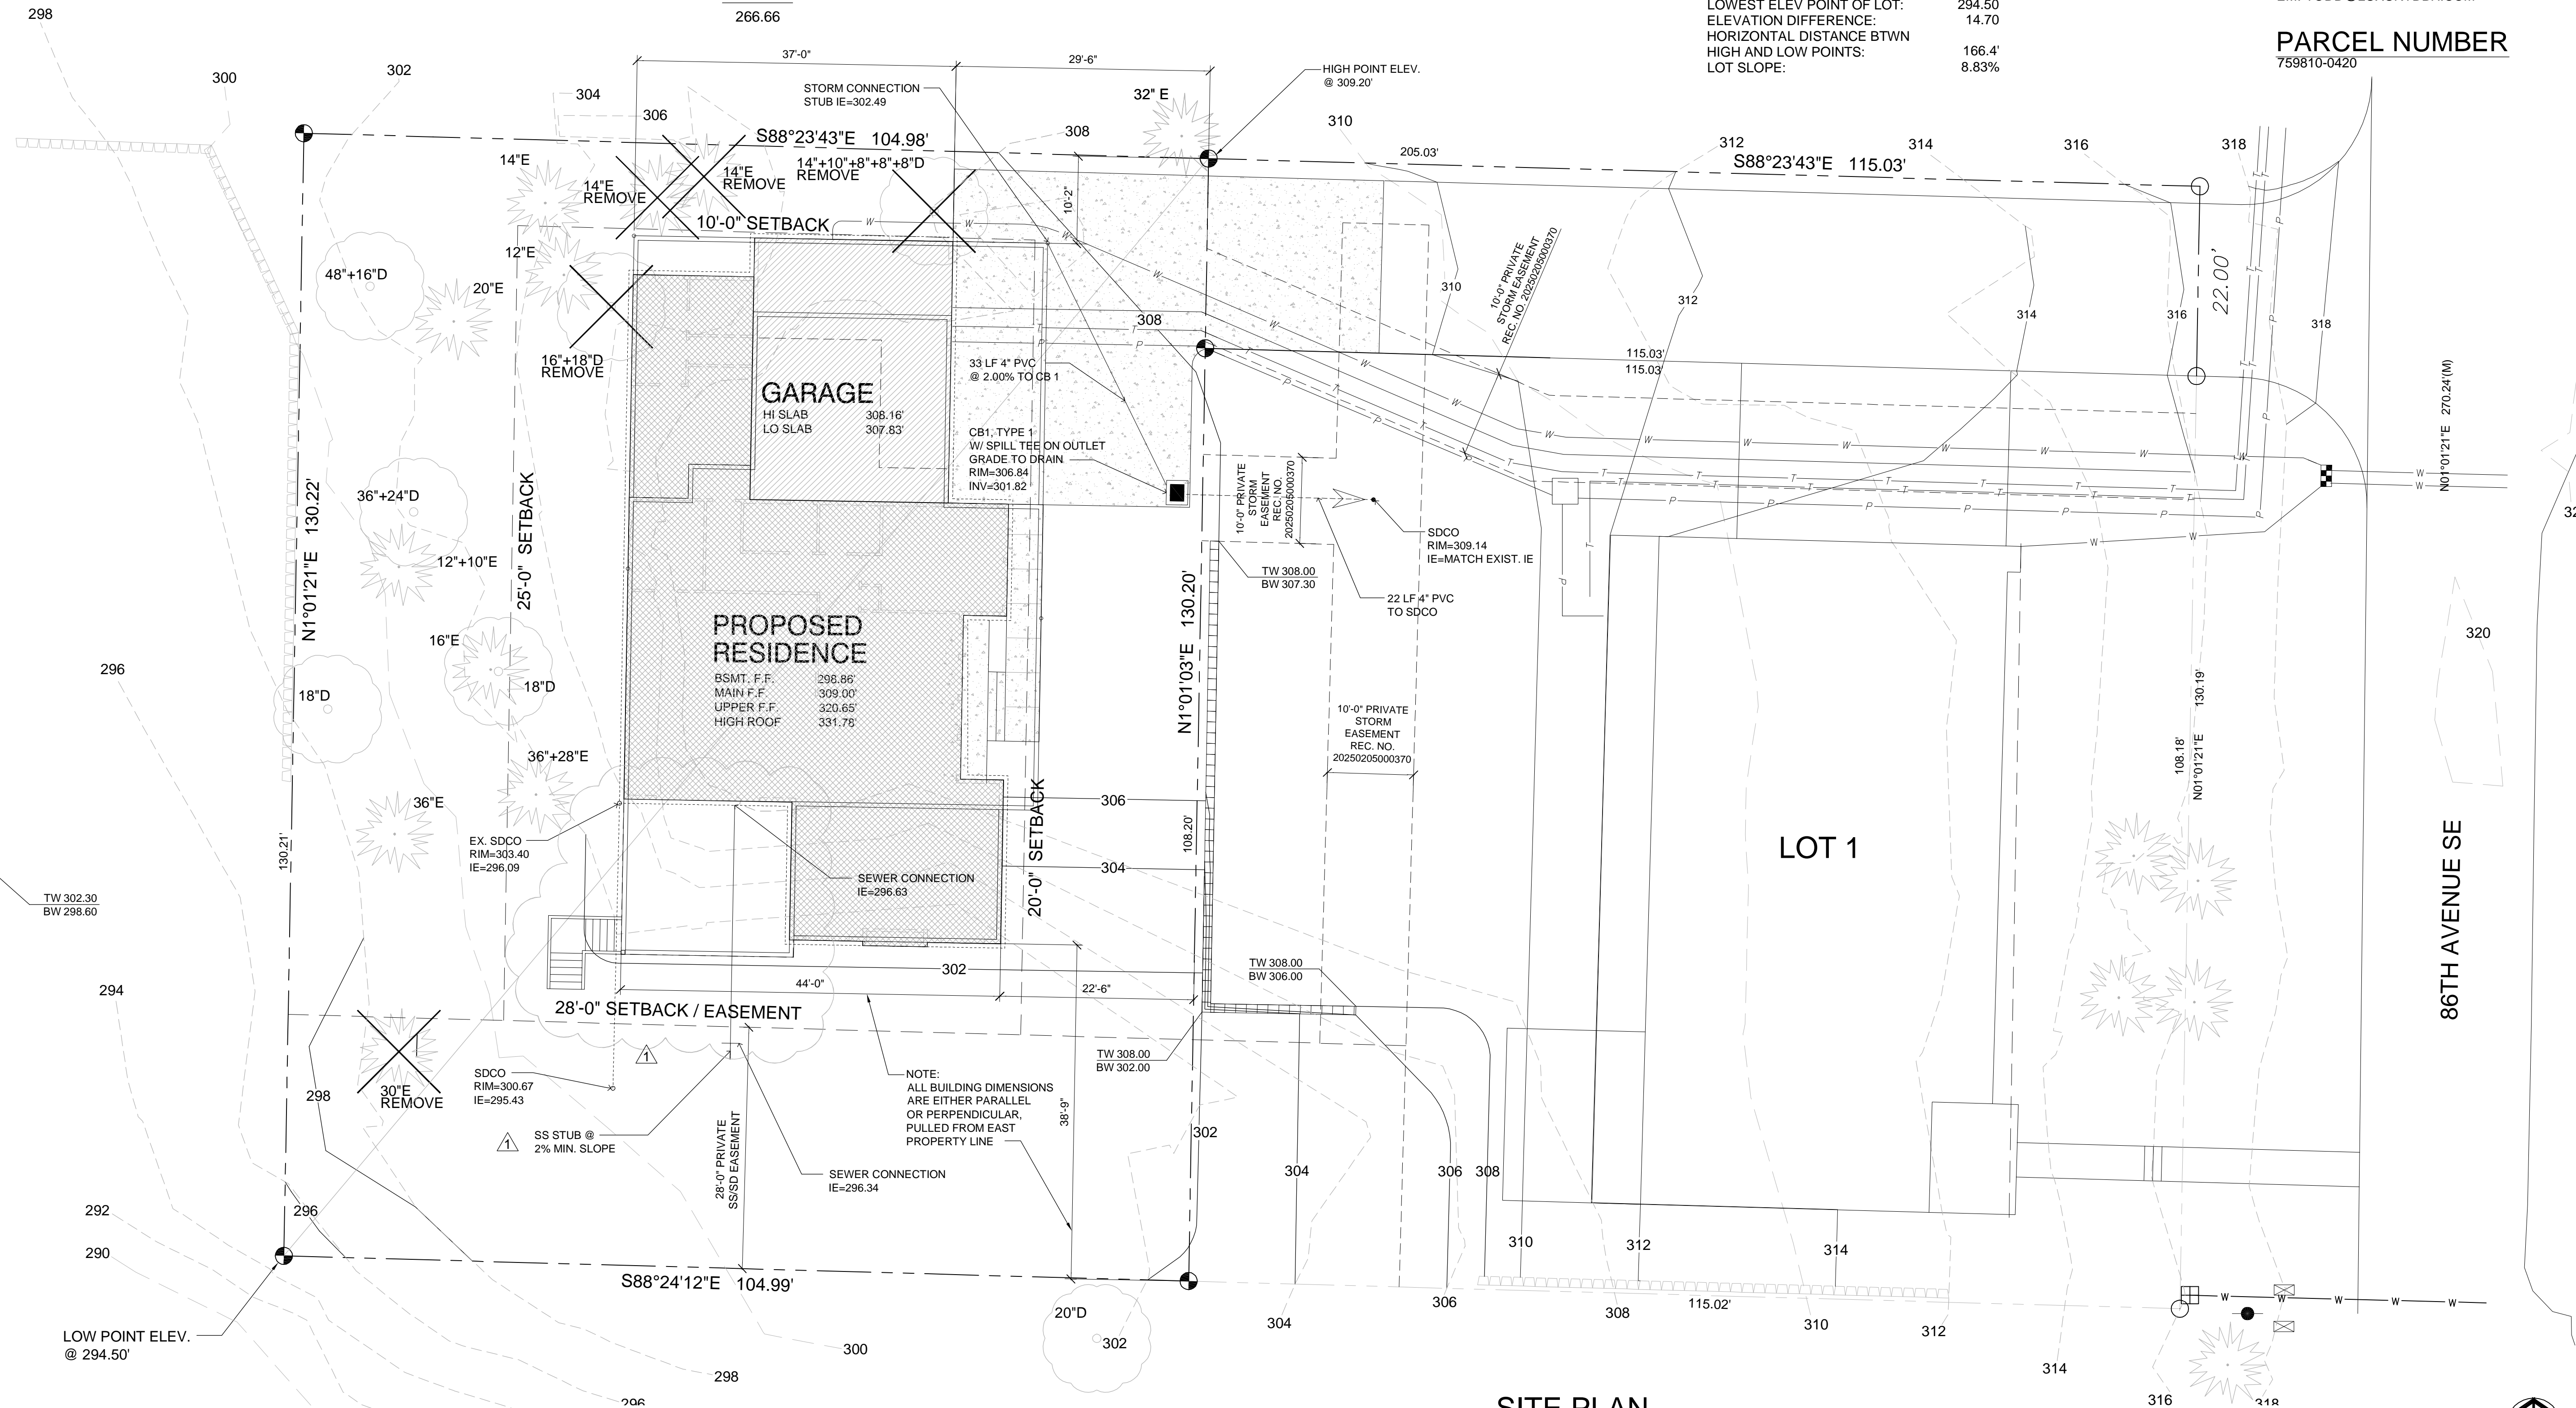 266.66
LOWEST ELEV POINT OF LOT: 294.50
ELEVATION DIFFERENCE: 14.70
HORIZONTAL DISTANCE BTWN
HIGH AND LOW POINTS: 166.4'
LOT SLOPE: 8.83%
PARCEL NUMBER
759810-0420
298
300
302
304
306
308
310
312
314
316
318
37'-0"
29'-6"
STORM CONNECTION
STUB IE=302.49
32" E
HIGH POINT ELEV.
@ 309.20'
S88°23'43"E 104.98'
205.03'
S88°23'43"E 115.03'
14"E
14"E
REMOVE
14"E
REMOVE
14"+10"+8"+8"+8"D
REMOVE
10'-2"
10'-0" SETBACK
W
W
W
W
W
12"E
48"+16"D
20"E
16"+18"D
REMOVE
10'-0" PRIVATE
STORM EASEMENT
REC. NO. 20250205000370
22.00'
308
310
312
314
316
318
T
T
P
P
115.03'
115.03'
33 LF 4" PVC
@ 2.00% TO CB 1
GARAGE
HI SLAB 308.16'
LO SLAB 307.83'
CB1, TYPE 1
W/ SPILL TEE ON OUTLET
GRADE TO DRAIN
RIM=306.84
INV=301.82
10'-0" PRIVATE
STORM
EASEMENT
REC. NO.
20250205000370
SDCO
RIM=309.14
IE=MATCH EXIST. IE
N01°01'21"E 270.24'(M)
N1°01'21"E 130.22'
25'-0" SETBACK
36"+24"D
12"+10"E
16"E
18"D
18"D
TW 308.00
BW 307.30
22 LF 4" PVC
TO SDCO
N1°01'03"E 130.20'
PROPOSED
RESIDENCE
BSMT. F.F. 298.86'
MAIN F.F. 309.00'
UPPER F.F. 320.65'
HIGH ROOF 331.78'
296
320
10'-0" PRIVATE
STORM
EASEMENT
REC. NO.
20250205000370
108.18'
N01°01'21"E 130.19'
36"+28"E
36"E
130.21'
EX. SDCO
RIM=303.40
IE=296.09
306
304
108.20'
20'-0" SETBACK
LOT 1
86TH AVENUE SE
SEWER CONNECTION
IE=296.63
TW 302.30
BW 298.60
302
44'-0"
22'-6"
TW 308.00
BW 306.00
294
28'-0" SETBACK / EASEMENT
1
TW 308.00
BW 302.00
SDCO
RIM=300.67
IE=295.43
298
30"E
REMOVE
NOTE:
ALL BUILDING DIMENSIONS
ARE EITHER PARALLEL
OR PERPENDICULAR,
PULLED FROM EAST
PROPERTY LINE
38'-9"
1
SS STUB @
2% MIN. SLOPE
28'-0" PRIVATE
SS/SD EASEMENT
SEWER CONNECTION
IE=296.34
302
304
306
308
292
296
290
310
312
314
S88°24'12"E 104.99'
LOW POINT ELEV.
@ 294.50'
20"D
302
304
306
308
115.02'
310
312
W
W
W
W
W
300
298
296
314
316
318
SITE PLAN